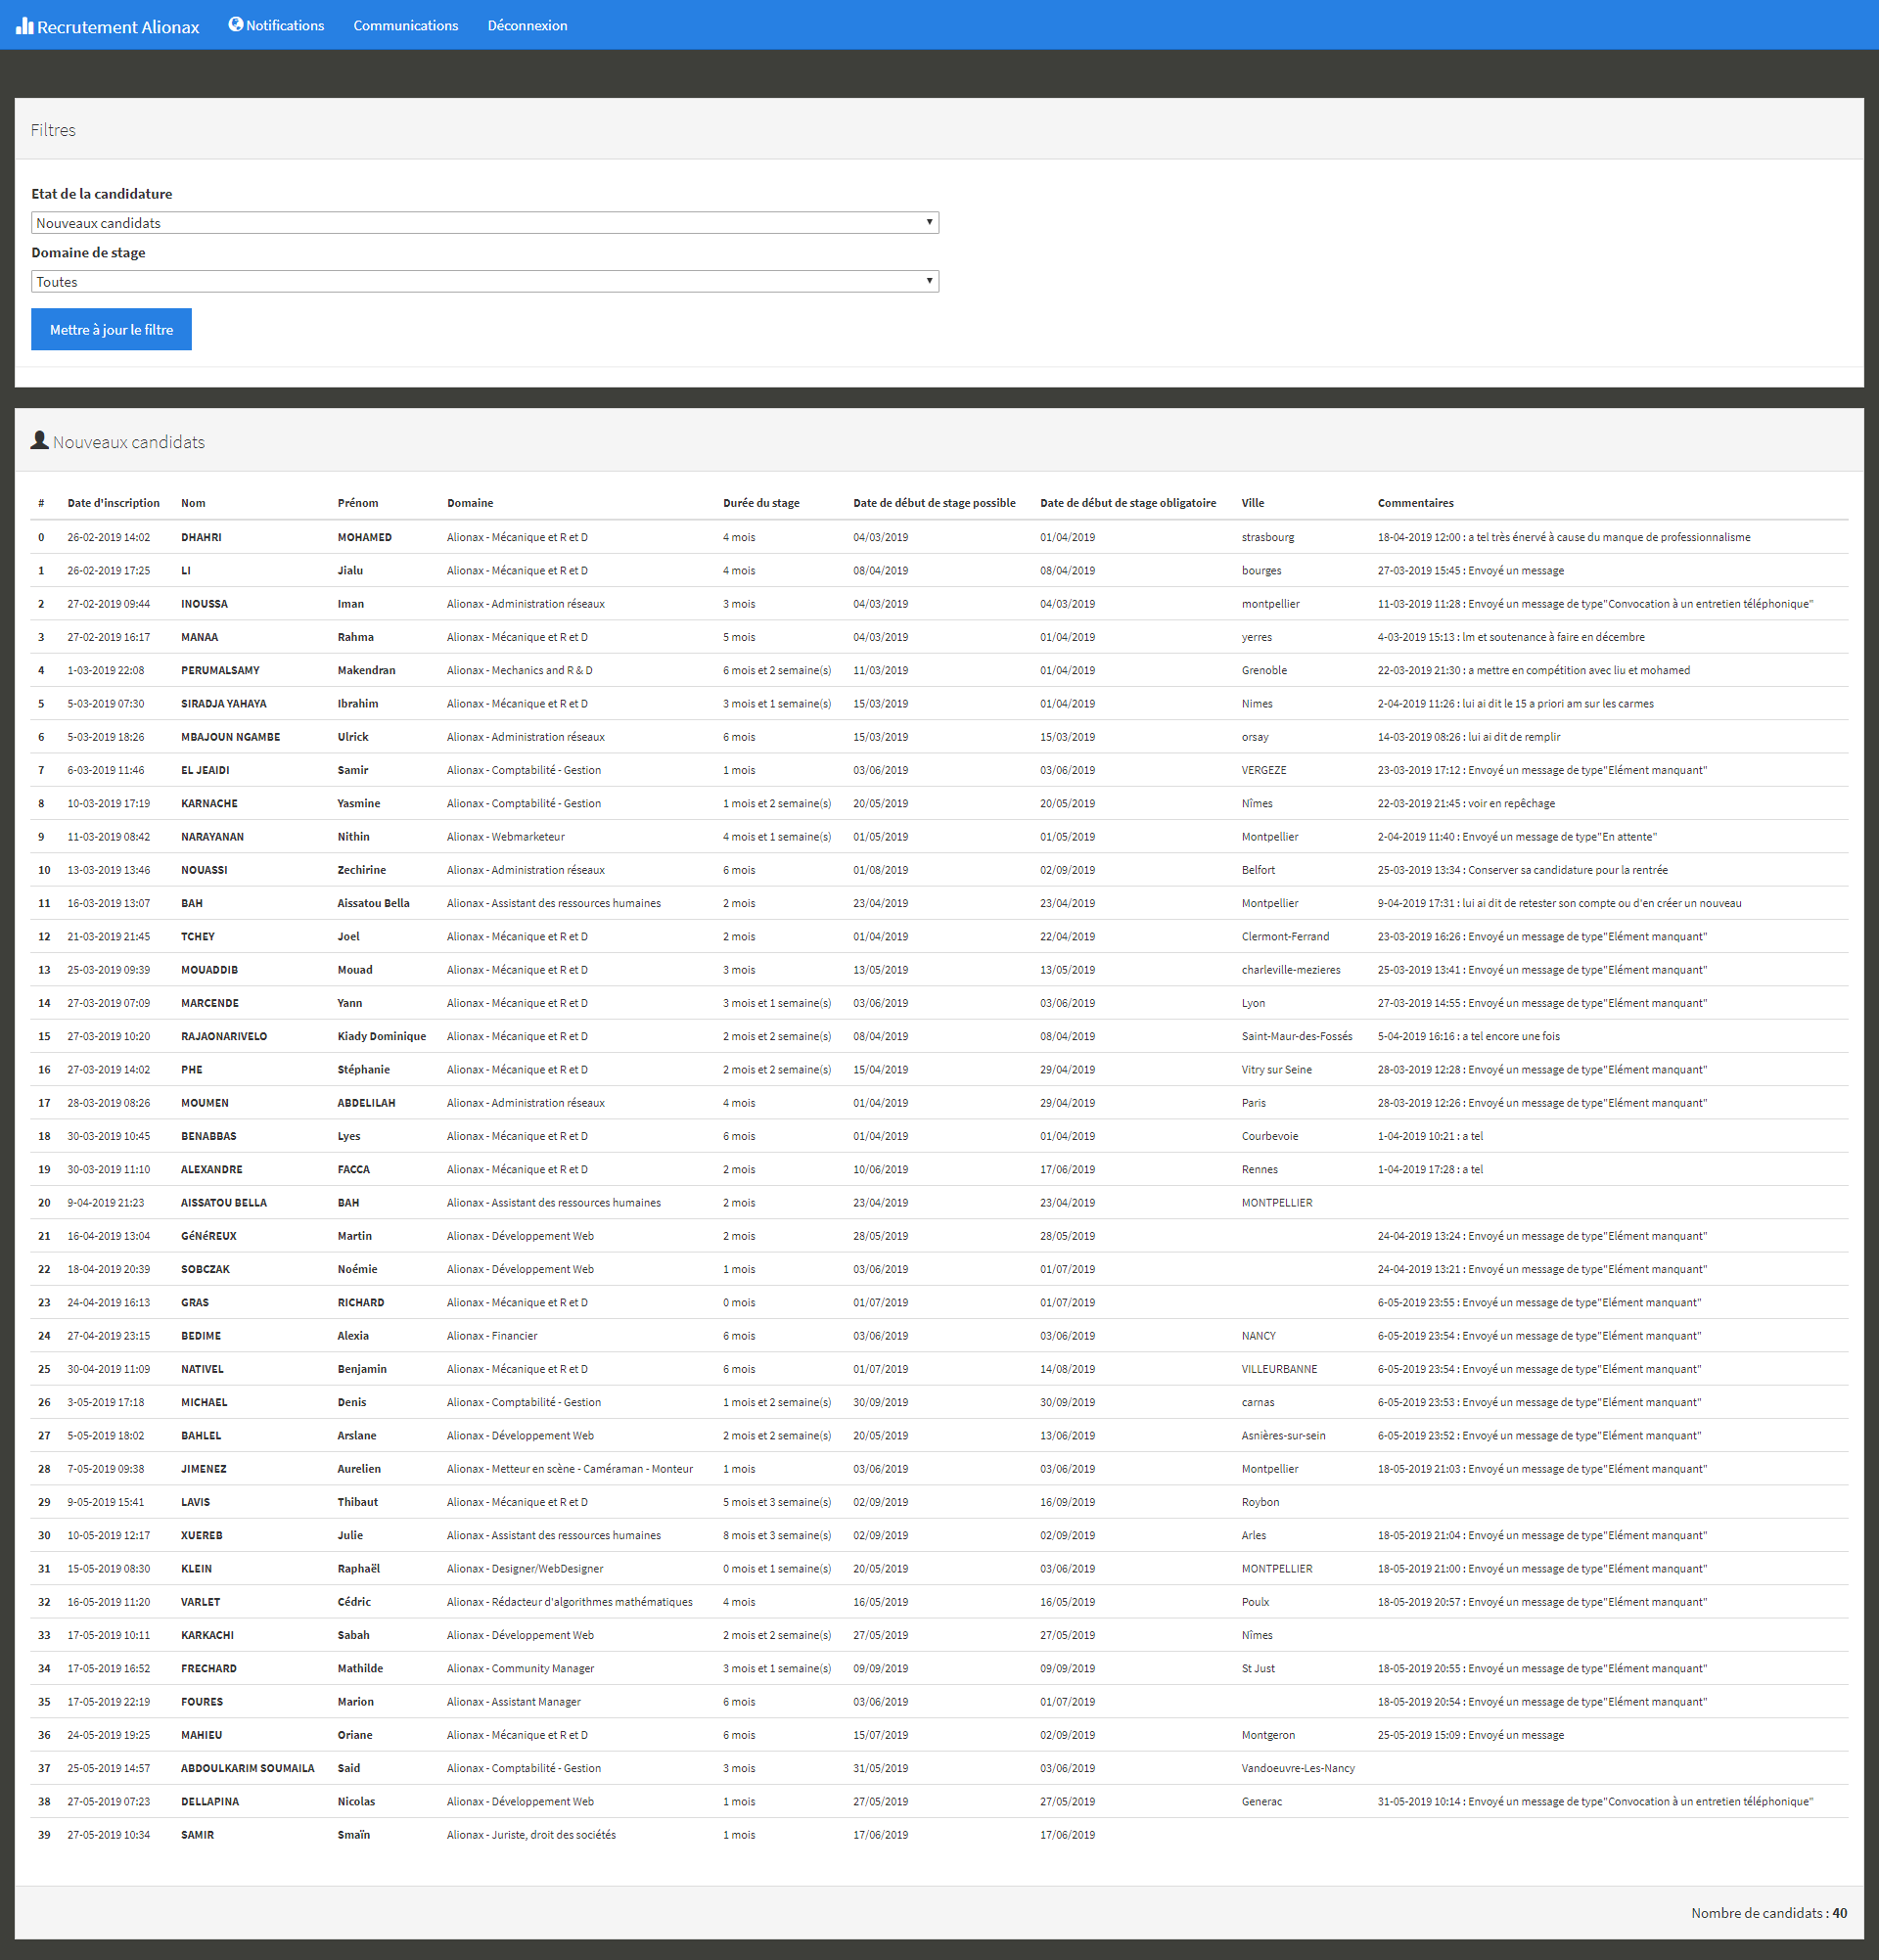 Recrutement Alionax Notifications Communications Déconnexion
Filtres
Etat de la candidature
Nouveaux candidats
Domaine de stage
Toutes
Mettre à jour le filtre
Nouveaux candidats
# Date d'inscription Nom Prénom Domaine Durée du stage Date de début de stage possible Date de début de stage obligatoire Ville Commentaires
0 26-02-2019 14:02 DHAHRI MOHAMED Alionax - Mécanique et R et D 4 mois 04/03/2019 01/04/2019 strasbourg 18-04-2019 12:00 : a tel très énervé à cause du manque de professionnalisme
1 26-02-2019 17:25 LI Jialu Alionax - Mécanique et R et D 4 mois 08/04/2019 08/04/2019 bourges 27-03-2019 15:45 : Envoyé un message
2 27-02-2019 09:44 INOUSSA Iman Alionax - Administration réseaux 3 mois 04/03/2019 04/03/2019 montpellier 11-03-2019 11:28 : Envoyé un message de type"Convocation à un entretien téléphonique"
3 27-02-2019 16:17 MANAA Rahma Alionax - Mécanique et R et D 5 mois 04/03/2019 01/04/2019 yerres 4-03-2019 15:13 : lm et soutenance à faire en décembre
4 1-03-2019 22:08 PERUMALSAMY Makendran Alionax - Mechanics and R & D 6 mois et 2 semaine(s) 11/03/2019 01/04/2019 Grenoble 22-03-2019 21:30 : a mettre en compétition avec liu et mohamed
5 5-03-2019 07:30 SIRADJA YAHAYA Ibrahim Alionax - Mécanique et R et D 3 mois et 1 semaine(s) 15/03/2019 01/04/2019 Nimes 2-04-2019 11:26 : lui ai dit le 15 a priori am sur les carmes
6 5-03-2019 18:26 MBAJOUN NGAMBE Ulrick Alionax - Administration réseaux 6 mois 15/03/2019 15/03/2019 orsay 14-03-2019 08:26 : lui ai dit de remplir
7 6-03-2019 11:46 EL JEAIDI Samir Alionax - Comptabilité - Gestion 1 mois 03/06/2019 03/06/2019 VERGEZE 23-03-2019 17:12 : Envoyé un message de type"Elément manquant"
8 10-03-2019 17:19 KARNACHE Yasmine Alionax - Comptabilité - Gestion 1 mois et 2 semaine(s) 20/05/2019 20/05/2019 Nîmes 22-03-2019 21:45 : voir en repêchage
9 11-03-2019 08:42 NARAYANAN Nithin Alionax - Webmarketeur 4 mois et 1 semaine(s) 01/05/2019 01/05/2019 Montpellier 2-04-2019 11:40 : Envoyé un message de type"En attente"
10 13-03-2019 13:46 NOUASSI Zechirine Alionax - Administration réseaux 6 mois 01/08/2019 02/09/2019 Belfort 25-03-2019 13:34 : Conserver sa candidature pour la rentrée
11 16-03-2019 13:07 BAH Aissatou Bella Alionax - Assistant des ressources humaines 2 mois 23/04/2019 23/04/2019 Montpellier 9-04-2019 17:31 : lui ai dit de retester son compte ou d'en créer un nouveau
12 21-03-2019 21:45 TCHEY Joel Alionax - Mécanique et R et D 2 mois 01/04/2019 22/04/2019 Clermont-Ferrand 23-03-2019 16:26 : Envoyé un message de type"Elément manquant"
13 25-03-2019 09:39 MOUADDIB Mouad Alionax - Mécanique et R et D 3 mois 13/05/2019 13/05/2019 charleville-mezieres 25-03-2019 13:41 : Envoyé un message de type"Elément manquant"
14 27-03-2019 07:09 MARCENDE Yann Alionax - Mécanique et R et D 3 mois et 1 semaine(s) 03/06/2019 03/06/2019 Lyon 27-03-2019 14:55 : Envoyé un message de type"Elément manquant"
15 27-03-2019 10:20 RAJAONARIVELO Kiady Dominique Alionax - Mécanique et R et D 2 mois et 2 semaine(s) 08/04/2019 08/04/2019 Saint-Maur-des-Fossés 5-04-2019 16:16 : a tel encore une fois
16 27-03-2019 14:02 PHE Stéphanie Alionax - Mécanique et R et D 2 mois et 2 semaine(s) 15/04/2019 29/04/2019 Vitry sur Seine 28-03-2019 12:28 : Envoyé un message de type"Elément manquant"
17 28-03-2019 08:26 MOUMEN ABDELILAH Alionax - Administration réseaux 4 mois 01/04/2019 29/04/2019 Paris 28-03-2019 12:26 : Envoyé un message de type"Elément manquant"
18 30-03-2019 10:45 BENABBAS Lyes Alionax - Mécanique et R et D 6 mois 01/04/2019 01/04/2019 Courbevoie 1-04-2019 10:21 : a tel
19 30-03-2019 11:10 ALEXANDRE FACCA Alionax - Mécanique et R et D 2 mois 10/06/2019 17/06/2019 Rennes 1-04-2019 17:28 : a tel
20 9-04-2019 21:23 AISSATOU BELLA BAH Alionax - Assistant des ressources humaines 2 mois 23/04/2019 23/04/2019 MONTPELLIER
21 16-04-2019 13:04 GéNéREUX Martin Alionax - Développement Web 2 mois 28/05/2019 28/05/2019 24-04-2019 13:24 : Envoyé un message de type"Elément manquant"
22 18-04-2019 20:39 SOBCZAK Noémie Alionax - Développement Web 1 mois 03/06/2019 01/07/2019 24-04-2019 13:21 : Envoyé un message de type"Elément manquant"
23 24-04-2019 16:13 GRAS RICHARD Alionax - Mécanique et R et D 0 mois 01/07/2019 01/07/2019 6-05-2019 23:55 : Envoyé un message de type"Elément manquant"
24 27-04-2019 23:15 BEDIME Alexia Alionax - Financier 6 mois 03/06/2019 03/06/2019 NANCY 6-05-2019 23:54 : Envoyé un message de type"Elément manquant"
25 30-04-2019 11:09 NATIVEL Benjamin Alionax - Mécanique et R et D 6 mois 01/07/2019 14/08/2019 VILLEURBANNE 6-05-2019 23:54 : Envoyé un message de type"Elément manquant"
26 3-05-2019 17:18 MICHAEL Denis Alionax - Comptabilité - Gestion 1 mois et 2 semaine(s) 30/09/2019 30/09/2019 carnas 6-05-2019 23:53 : Envoyé un message de type"Elément manquant"
27 5-05-2019 18:02 BAHLEL Arslane Alionax - Développement Web 2 mois et 2 semaine(s) 20/05/2019 13/06/2019 Asnières-sur-sein 6-05-2019 23:52 : Envoyé un message de type"Elément manquant"
28 7-05-2019 09:38 JIMENEZ Aurelien Alionax - Metteur en scène - Caméraman - Monteur 1 mois 03/06/2019 03/06/2019 Montpellier 18-05-2019 21:03 : Envoyé un message de type"Elément manquant"
29 9-05-2019 15:41 LAVIS Thibaut Alionax - Mécanique et R et D 5 mois et 3 semaine(s) 02/09/2019 16/09/2019 Roybon
30 10-05-2019 12:17 XUEREB Julie Alionax - Assistant des ressources humaines 8 mois et 3 semaine(s) 02/09/2019 02/09/2019 Arles 18-05-2019 21:04 : Envoyé un message de type"Elément manquant"
31 15-05-2019 08:30 KLEIN Raphaël Alionax - Designer/WebDesigner 0 mois et 1 semaine(s) 20/05/2019 03/06/2019 MONTPELLIER 18-05-2019 21:00 : Envoyé un message de type"Elément manquant"
32 16-05-2019 11:20 VARLET Cédric Alionax - Rédacteur d'algorithmes mathématiques 4 mois 16/05/2019 16/05/2019 Poulx 18-05-2019 20:57 : Envoyé un message de type"Elément manquant"
33 17-05-2019 10:11 KARKACHI Sabah Alionax - Développement Web 2 mois et 2 semaine(s) 27/05/2019 27/05/2019 Nîmes
34 17-05-2019 16:52 FRECHARD Mathilde Alionax - Community Manager 3 mois et 1 semaine(s) 09/09/2019 09/09/2019 St Just 18-05-2019 20:55 : Envoyé un message de type"Elément manquant"
35 17-05-2019 22:19 FOURES Marion Alionax - Assistant Manager 6 mois 03/06/2019 01/07/2019 18-05-2019 20:54 : Envoyé un message de type"Elément manquant"
36 24-05-2019 19:25 MAHIEU Oriane Alionax - Mécanique et R et D 6 mois 15/07/2019 02/09/2019 Montgeron 25-05-2019 15:09 : Envoyé un message
37 25-05-2019 14:57 ABDOULKARIM SOUMAILA Said Alionax - Comptabilité - Gestion 3 mois 31/05/2019 03/06/2019 Vandoeuvre-Les-Nancy
38 27-05-2019 07:23 DELLAPINA Nicolas Alionax - Développement Web 1 mois 27/05/2019 27/05/2019 Generac 31-05-2019 10:14 : Envoyé un message de type"Convocation à un entretien téléphonique"
39 27-05-2019 10:34 SAMIR Smaïn Alionax - Juriste, droit des sociétés 1 mois 17/06/2019 17/06/2019
Nombre de candidats : 40